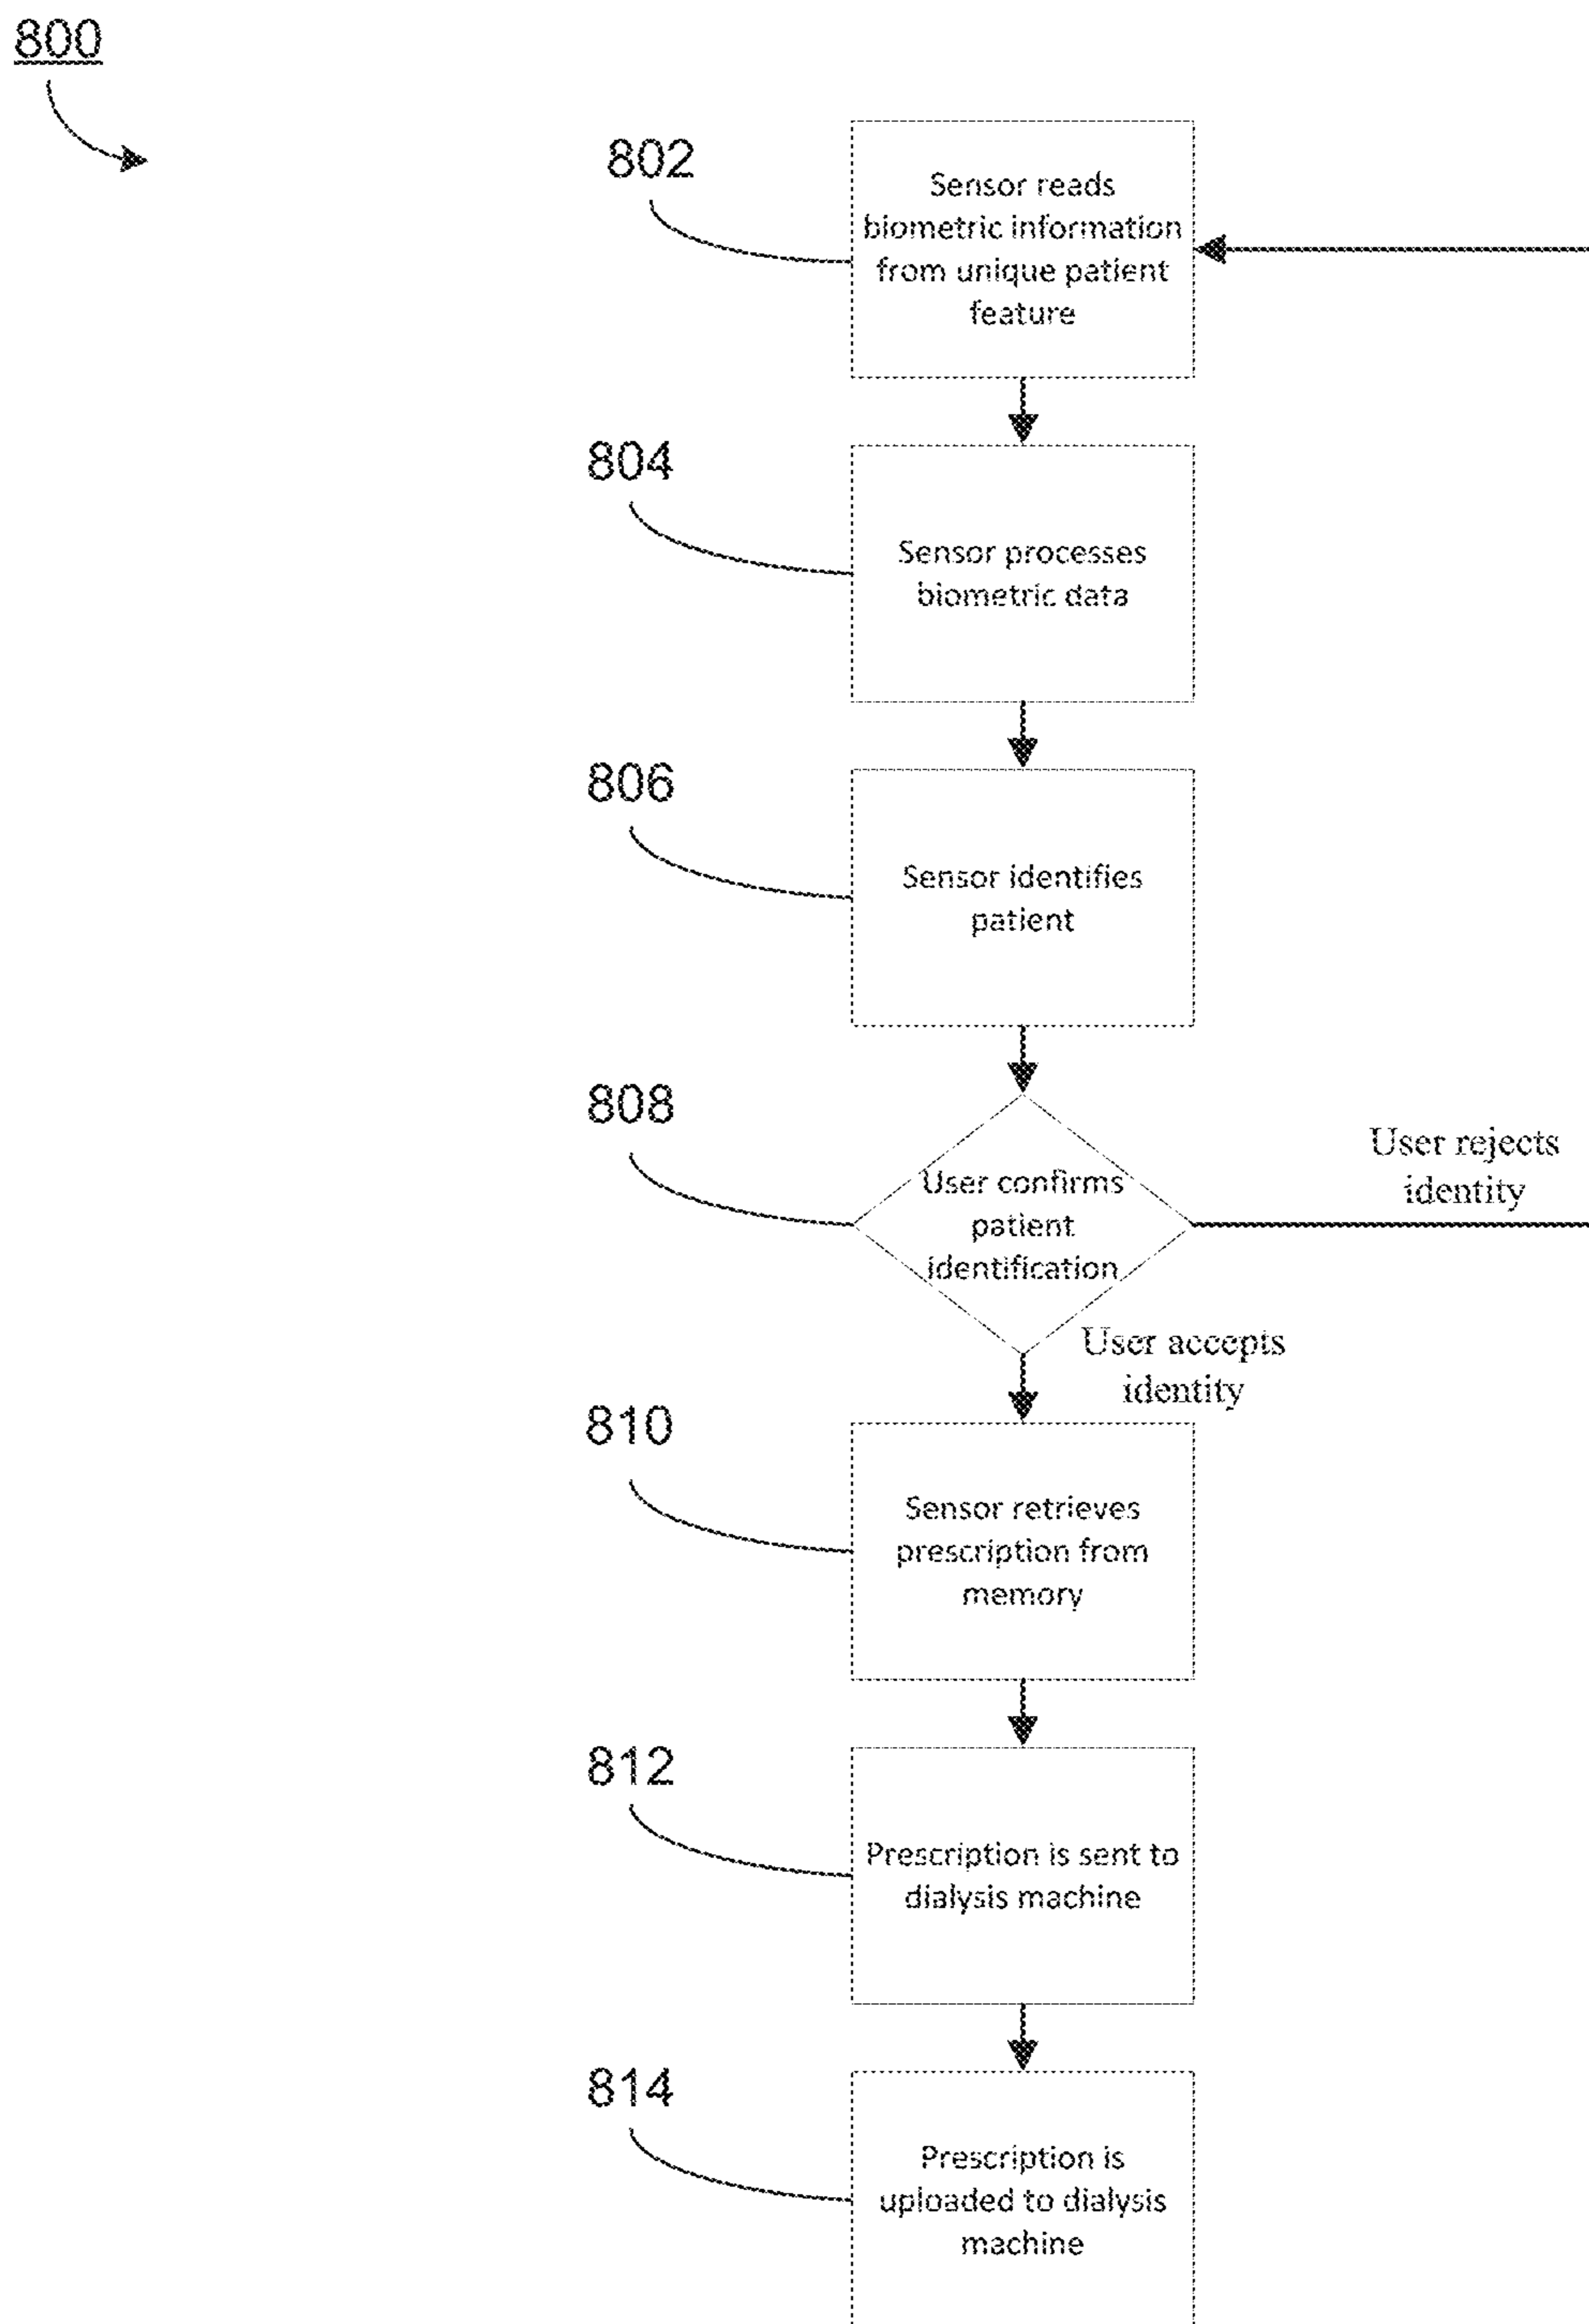 800
802
Sensor reads
biometric information
from unique patient
feature
804
Sensor processes
biometric data
806
Sensor identifies
patient
808
User confirms
patient
identification
User rejects
identity
User accepts
identity
810
Sensor retrieves
prescription from
memory
812
Prescription is sent to
dialysis machine
814
Prescription is
uploaded to dialysis
machine